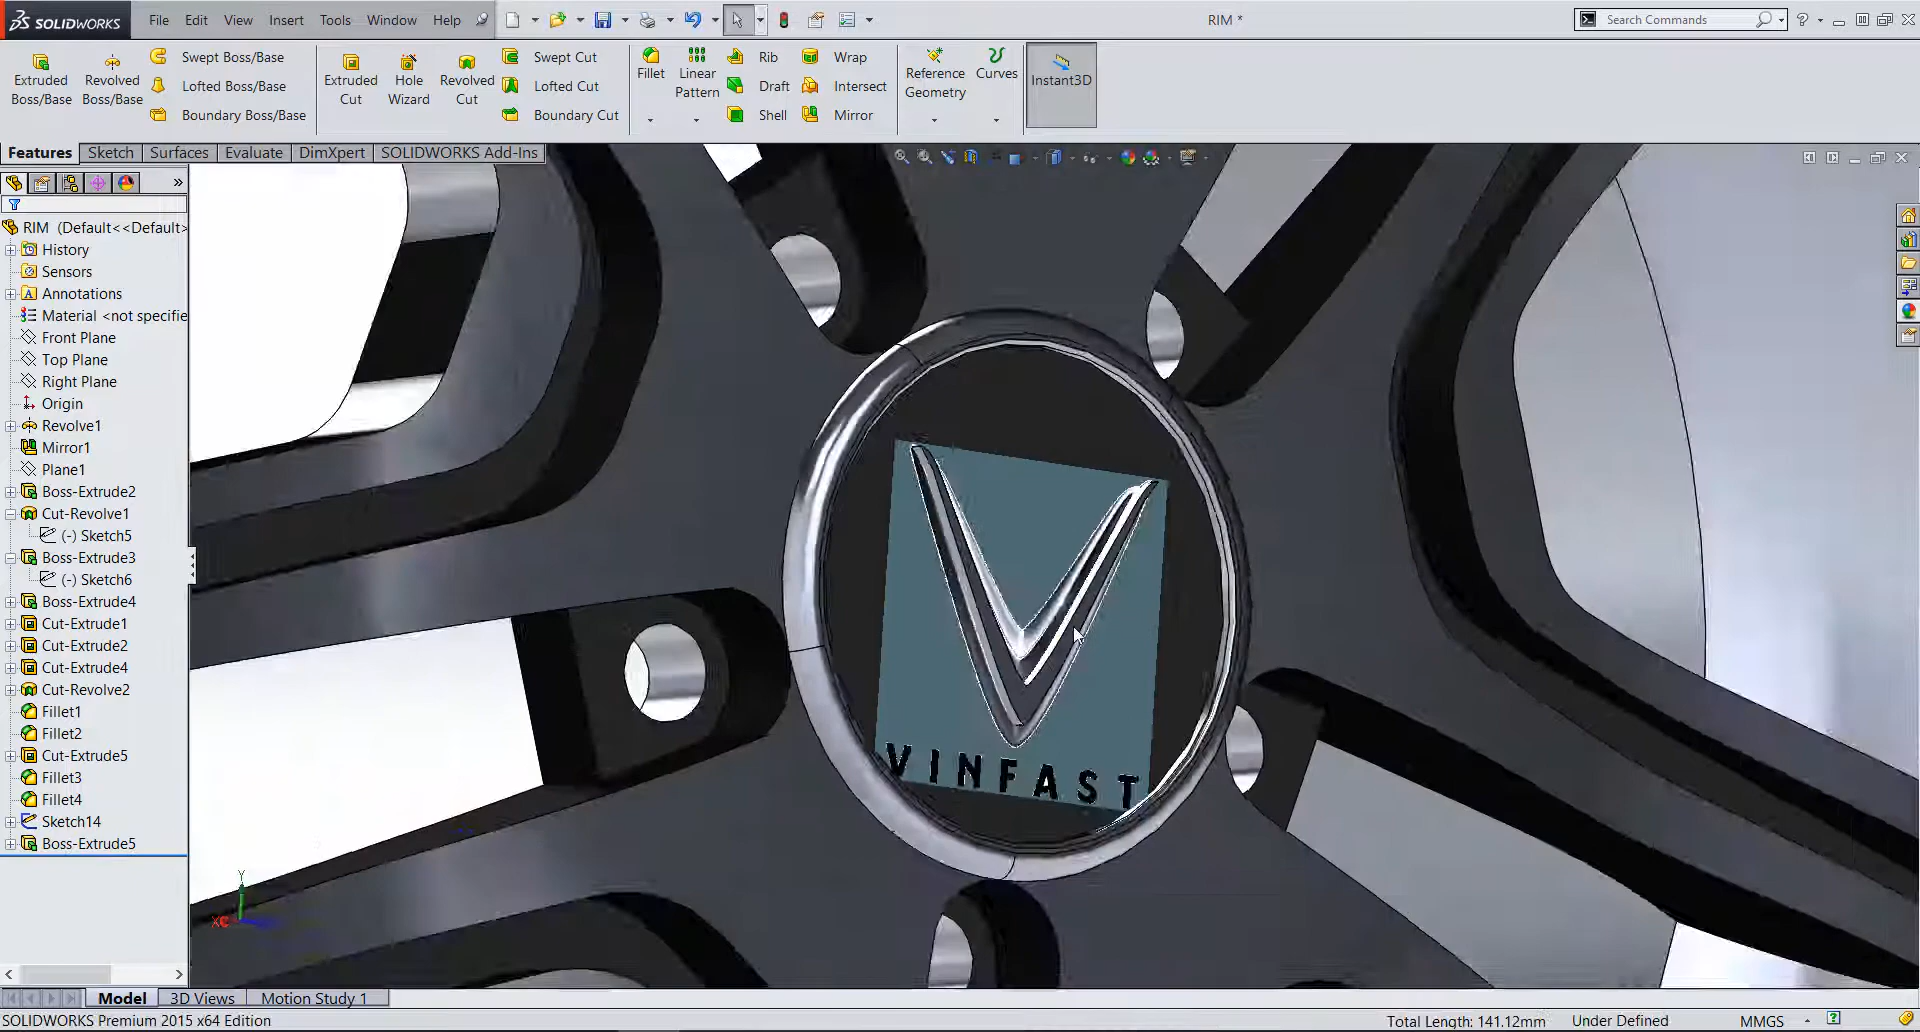 SOLIDWORKS
File Edit View Insert Tools Window Help
RIM *
Search Commands
Extruded Boss/Base
Revolved Boss/Base
Swept Boss/Base
Lofted Boss/Base
Boundary Boss/Base
Extruded Cut
Hole Wizard
Revolved Cut
Swept Cut
Lofted Cut
Boundary Cut
Fillet
Linear Pattern
Rib
Draft
Shell
Wrap
Intersect
Mirror
Reference Geometry
Curves
Instant3D
Features Sketch Surfaces Evaluate DimXpert SOLIDWORKS Add-Ins
RIM (Default<<Default>
History
Sensors
Annotations
Material <not specifie
Front Plane
Top Plane
Right Plane
Origin
Revolve1
Mirror1
Plane1
Boss-Extrude2
Cut-Revolve1
(-) Sketch5
Boss-Extrude3
(-) Sketch6
Boss-Extrude4
Cut-Extrude1
Cut-Extrude2
Cut-Extrude4
Cut-Revolve2
Fillet1
Fillet2
Cut-Extrude5
Fillet3
Fillet4
Sketch14
Boss-Extrude5
VINFAST
Y
Model 3D Views Motion Study 1
SOLIDWORKS Premium 2015 x64 Edition
Total Length: 141.12mm Under Defined MMGS